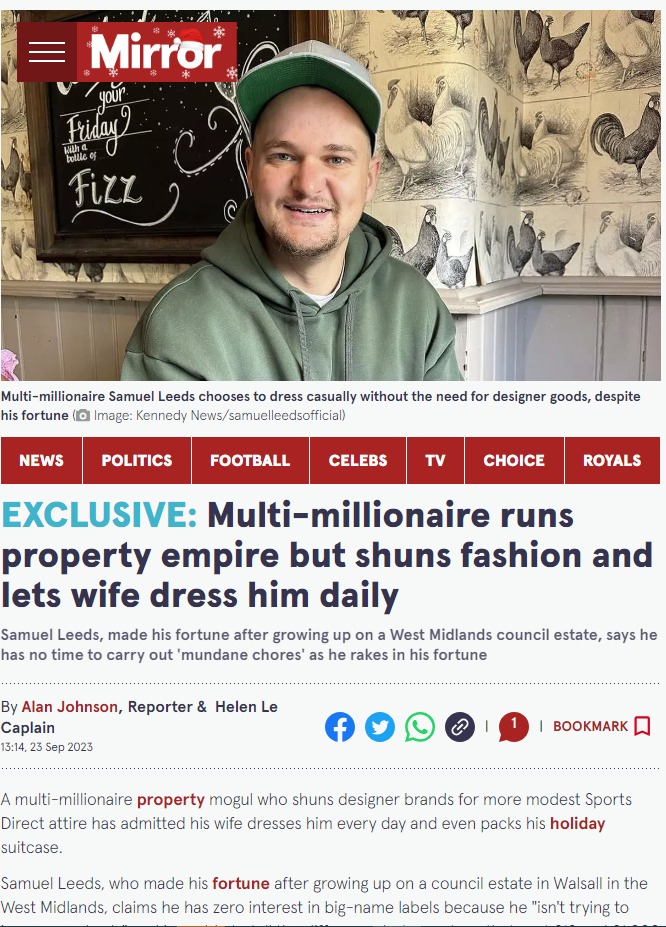 Mirror
your
Friday
with a
bottle of
Fizz
Multi-millionaire Samuel Leeds chooses to dress casually without the need for designer goods, despite
his fortune (Image: Kennedy News/samuelleedsofficial)
NEWS POLITICS FOOTBALL CELEBS TV CHOICE ROYALS
EXCLUSIVE: Multi-millionaire runs
property empire but shuns fashion and
lets wife dress him daily
Samuel Leeds, made his fortune after growing up on a West Midlands council estate, says he
has no time to carry out 'mundane chores' as he rakes in his fortune
By Alan Johnson, Reporter & Helen Le
Caplain
13:14, 23 Sep 2023
1 | BOOKMARK
A multi-millionaire property mogul who shuns designer brands for more modest Sports
Direct attire has admitted his wife dresses him every day and even packs his holiday
suitcase.
Samuel Leeds, who made his fortune after growing up on a council estate in Walsall in the
West Midlands, claims he has zero interest in big-name labels because he "isn't trying to